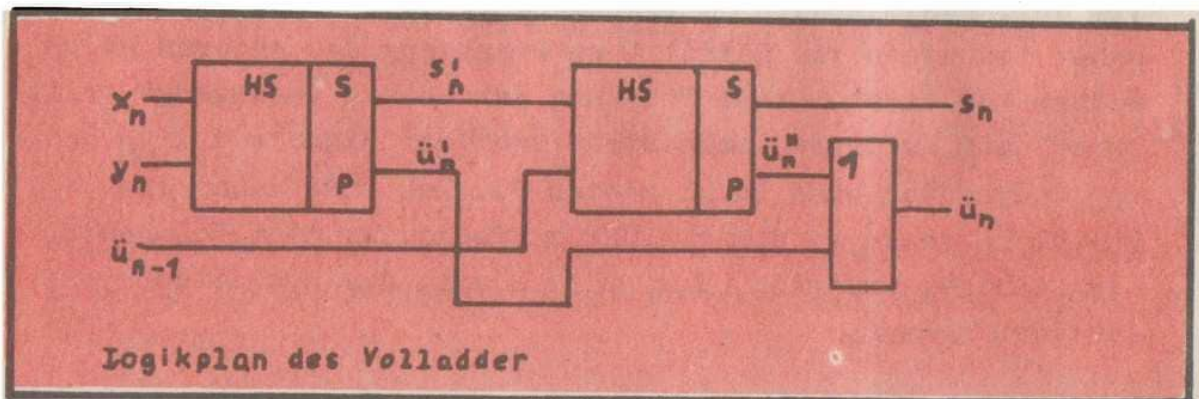 HS S s'ₙ HS S
xₙ sₙ
yₙ ü'ₙ P ü"ₙ P 1
üₙ
üₙ₋₁
Logikplan des Volladder